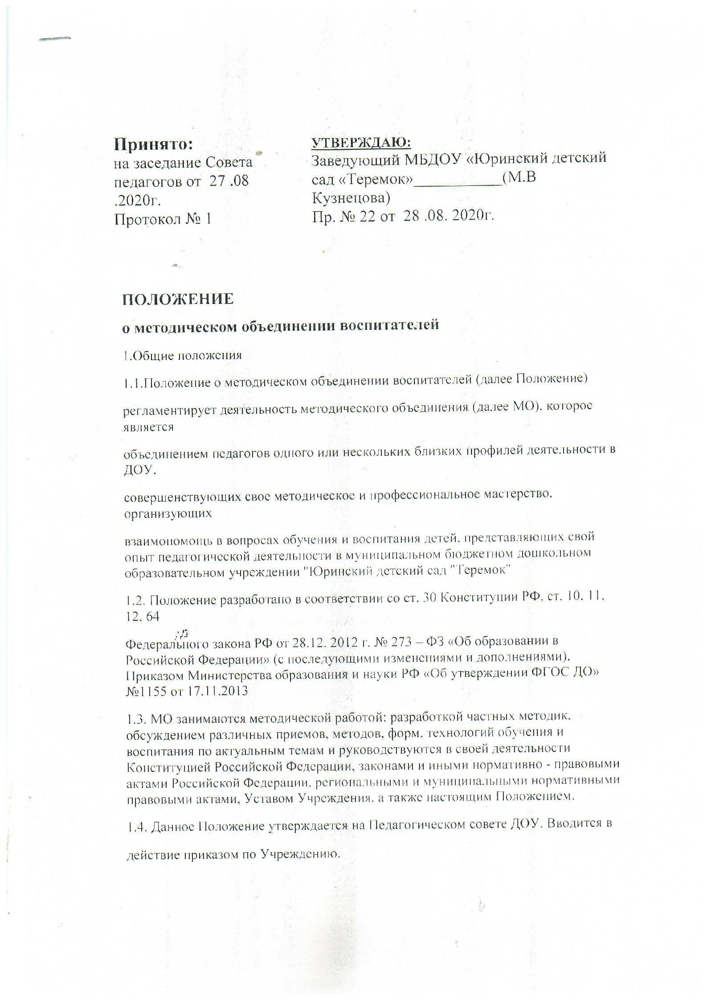 Принято:
на заседание Совета
педагогов от 27 .08
.2020г.
Протокол № 1
УТВЕРЖДАЮ:
Заведующий МБДОУ «Юринский детский
сад «Теремок»____________(М.В
Кузнецова)
Пр. № 22 от 28 .08. 2020г.
ПОЛОЖЕНИЕ
о методическом объединении воспитателей
1.Общие положения
1.1.Положение о методическом объединении воспитателей (далее Положение)
регламентирует деятельность методического объединения (далее МО), которое
является
объединением педагогов одного или нескольких близких профилей деятельности в
ДОУ,
совершенствующих свое методическое и профессиональное мастерство,
организующих
взаимопомощь в вопросах обучения и воспитания детей, представляющих свой
опыт педагогической деятельности в муниципальном бюджетном дошкольном
образовательном учреждении "Юринский детский сад "Теремок"
1.2. Положение разработано в соответствии со ст. 30 Конституции РФ, ст. 10, 11,
12, 64
Федерального закона РФ от 28.12. 2012 г. № 273 – ФЗ «Об образовании в
Российской Федерации» (с последующими изменениями и дополнениями),
Приказом Министерства образования и науки РФ «Об утверждении ФГОС ДО»
№1155 от 17.11.2013
1.3. МО занимаются методической работой: разработкой частных методик,
обсуждением различных приемов, методов, форм, технологий обучения и
воспитания по актуальным темам и руководствуются в своей деятельности
Конституцией Российской Федерации, законами и иными нормативно - правовыми
актами Российской Федерации, региональными и муниципальными нормативными
правовыми актами, Уставом Учреждения, а также настоящим Положением.
1.4. Данное Положение утверждается на Педагогическом совете ДОУ. Вводится в
действие приказом по Учреждению.